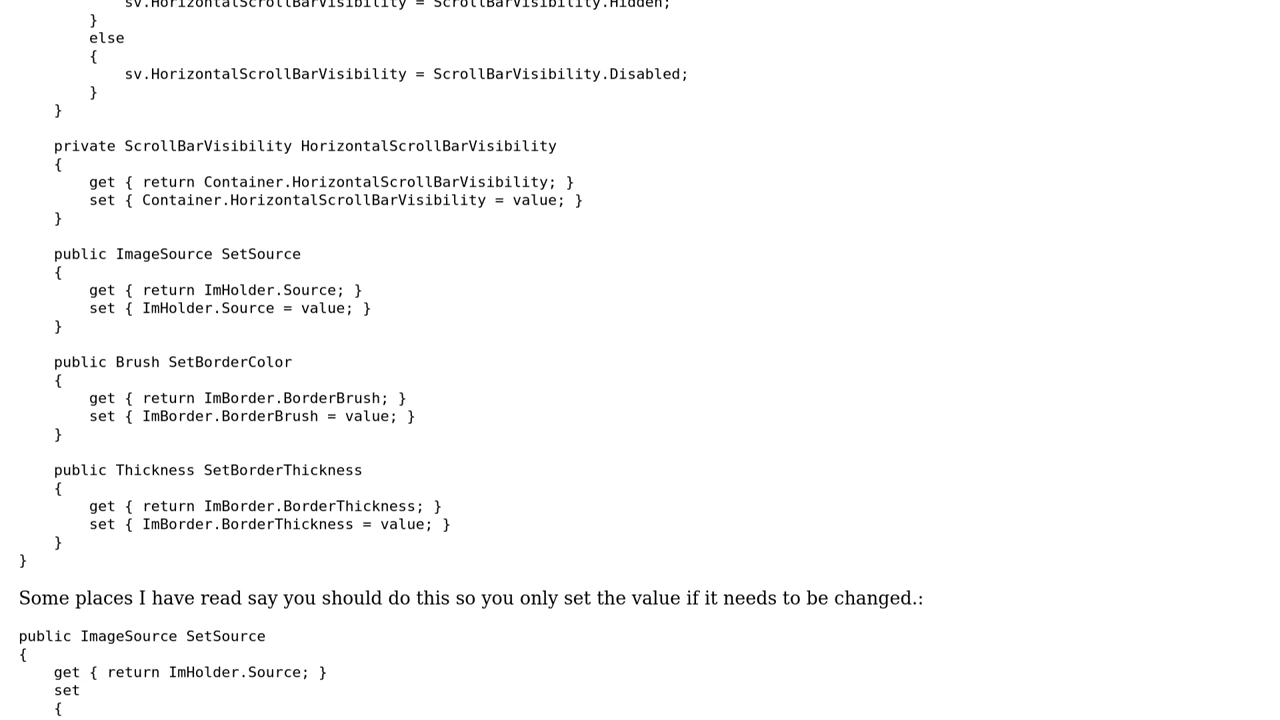 sv.HorizontalScrollBarVisibility = ScrollBarVisibility.Hidden;
}
else
{
sv.HorizontalScrollBarVisibility = ScrollBarVisibility.Disabled;
}
}
private ScrollBarVisibility HorizontalScrollBarVisibility
{
get { return Container.HorizontalScrollBarVisibility; }
set { Container.HorizontalScrollBarVisibility = value; }
}
public ImageSource SetSource
{
get { return ImHolder.Source; }
set { ImHolder.Source = value; }
}
public Brush SetBorderColor
{
get { return ImBorder.BorderBrush; }
set { ImBorder.BorderBrush = value; }
}
public Thickness SetBorderThickness
{
get { return ImBorder.BorderThickness; }
set { ImBorder.BorderThickness = value; }
}
}
Some places I have read say you should do this so you only set the value if it needs to be changed.:
public ImageSource SetSource
{
get { return ImHolder.Source; }
set
{